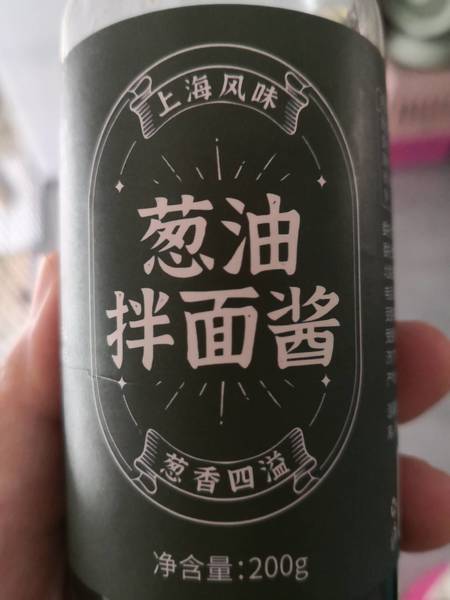 上海风味
葱油
拌面酱
葱香四溢
净含量:200g